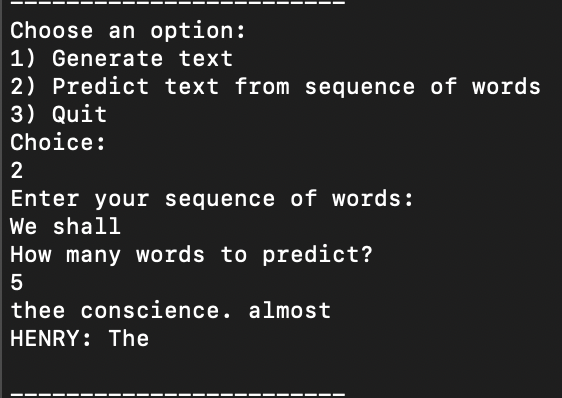 ------------------------
Choose an option:
1) Generate text
2) Predict text from sequence of words
3) Quit
Choice:
2
Enter your sequence of words:
We shall
How many words to predict?
5
thee conscience. almost
HENRY: The
------------------------